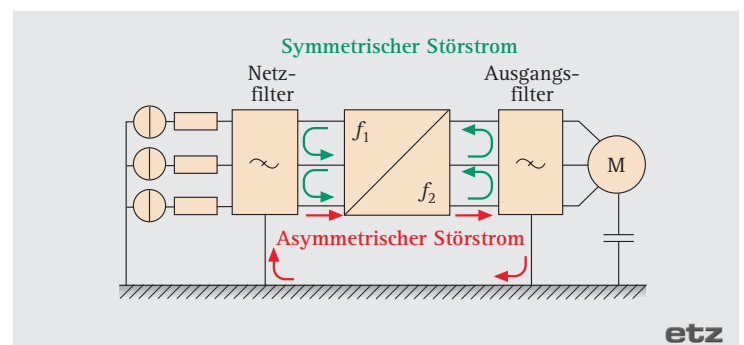 Symmetrischer Störstrom
Netz-
filter
Ausgangs-
filter
f1
f2
M
Asymmetrischer Störstrom
etz